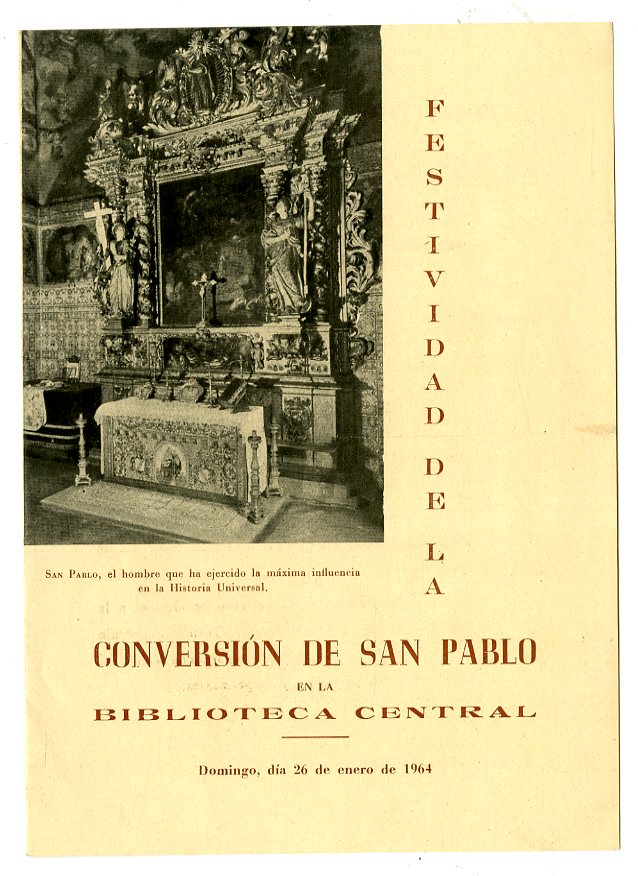 FESTIVIDAD DE LA
SAN PABLO, el hombre que ha ejercido la máxima influencia
en la Historia Universal.
CONVERSIÓN DE SAN PABLO
EN LA
BIBLIOTECA CENTRAL
Domingo, día 26 de enero de 1964